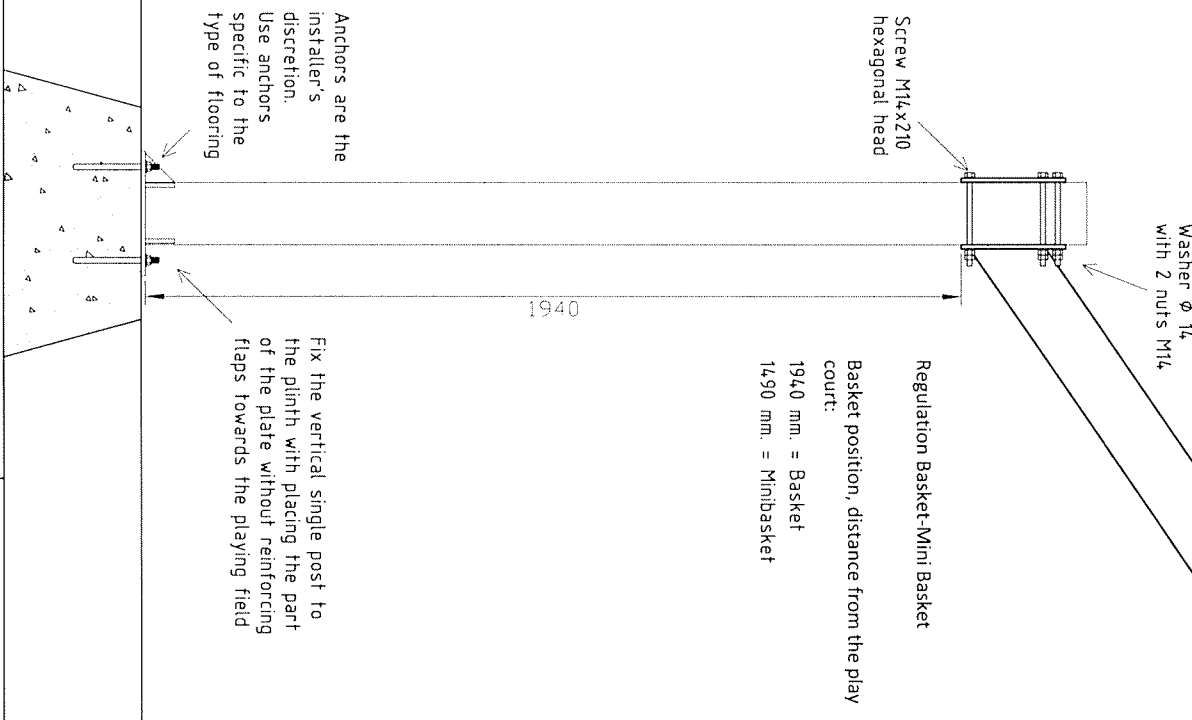 Washer ø 14
with 2 nuts M14
Screw M14x210
hexagonal head
Regulation Basket-Mini Basket
Basket position, distance from the play
court:
1940 mm. = Basket
1490 mm. = Minibasket
1940
Anchors are the
installer's
discretion.
Use anchors
specific to the
type of flooring
Fix the vertical single post to
the plinth with placing the part
of the plate without reinforcing
flaps towards the playing field